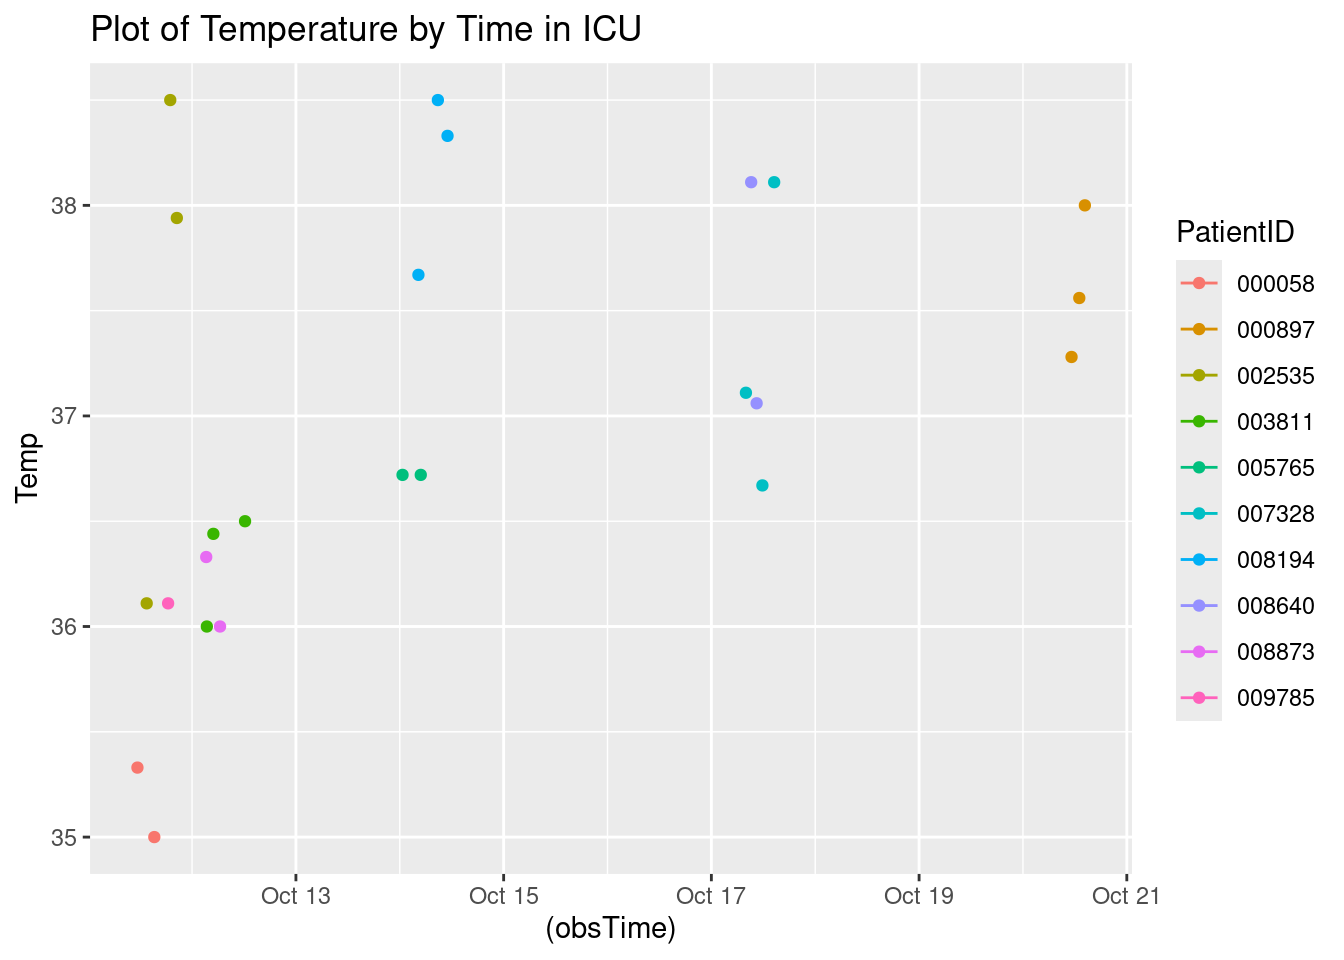 Plot of Temperature by Time in ICU
38
37
36
35
Temp
Oct 13
Oct 15
Oct 17
Oct 19
Oct 21
(obsTime)
PatientID
000058
000897
002535
003811
005765
007328
008194
008640
008873
009785